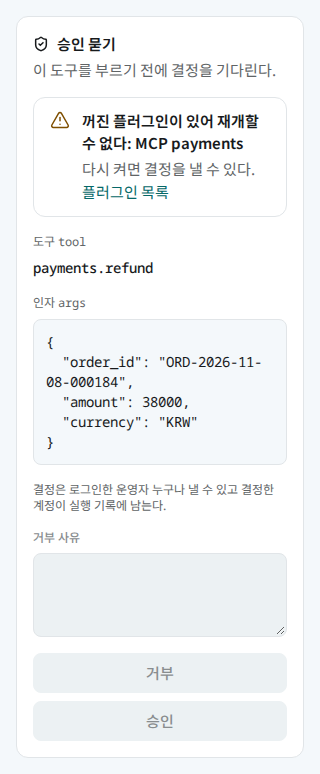 승인 묻기
이 도구를 부르기 전에 결정을 기다린다.
꺼진 플러그인이 있어 재개할
수 없다: MCP payments
다시 켜면 결정을 낼 수 있다.
플러그인 목록
도구 tool
payments.refund
인자 args
{
  "order_id": "ORD-2026-11-
08-000184",
  "amount": 38000,
  "currency": "KRW"
}
결정은 로그인한 운영자 누구나 낼 수 있고 결정한
계정이 실행 기록에 남는다.
거부 사유
거부
승인